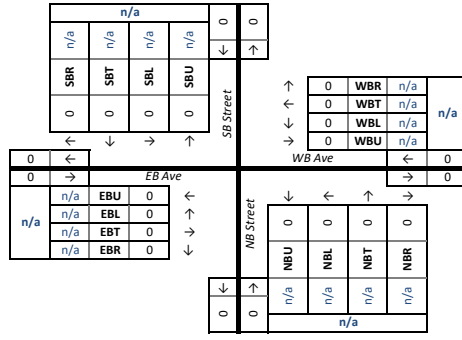 n/a
0 0
n/a n/a n/a n/a
↓ ↑
SBR SBT SBL SBU
SB Street
0 0 0 0
← ↓ → ↑
↑ 0 WBR n/a
← 0 WBT n/a
n/a
↓ 0 WBL n/a
→ 0 WBU n/a
0 ← WB Ave ← 0
0 → EB Ave → 0
n/a EBU 0 ←
n/a
n/a EBL 0 ↑
n/a EBT 0 →
n/a EBR 0 ↓
NB Street
↓ ← ↑ →
0 0 0 0
NBU NBL NBT NBR
↓ ↑
n/a n/a n/a n/a
0 0
n/a